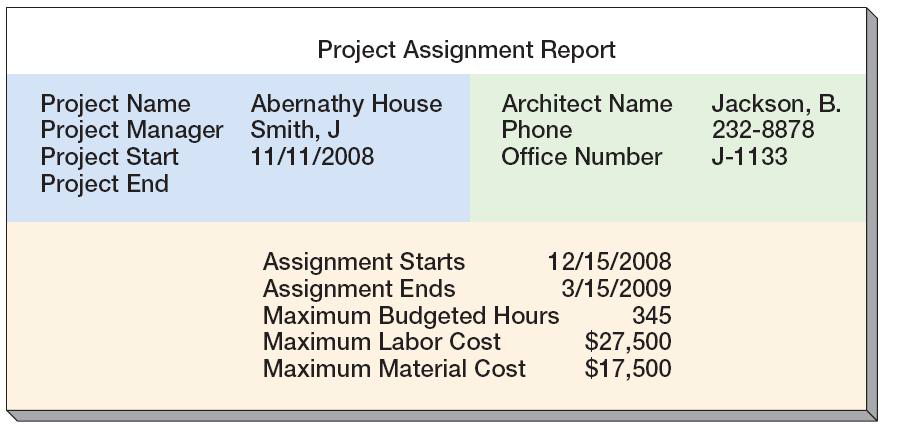 Project Assignment Report
Project Name Abernathy House
Project Manager Smith, J
Project Start 11/11/2008
Project End
Architect Name Jackson, B.
Phone 232-8878
Office Number J-1133
Assignment Starts 12/15/2008
Assignment Ends 3/15/2009
Maximum Budgeted Hours 345
Maximum Labor Cost $27,500
Maximum Material Cost $17,500